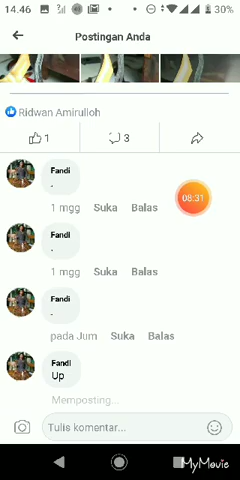 14.46
30%
Postingan Anda
Ridwan Amirulloh
1
3
Fandi
.
1 mgg Suka Balas
08:31
Fandi
.
1 mgg Suka Balas
Fandi
.
pada Jum Suka Balas
Fandi
Up
Memposting...
Tulis komentar...
MyMovie